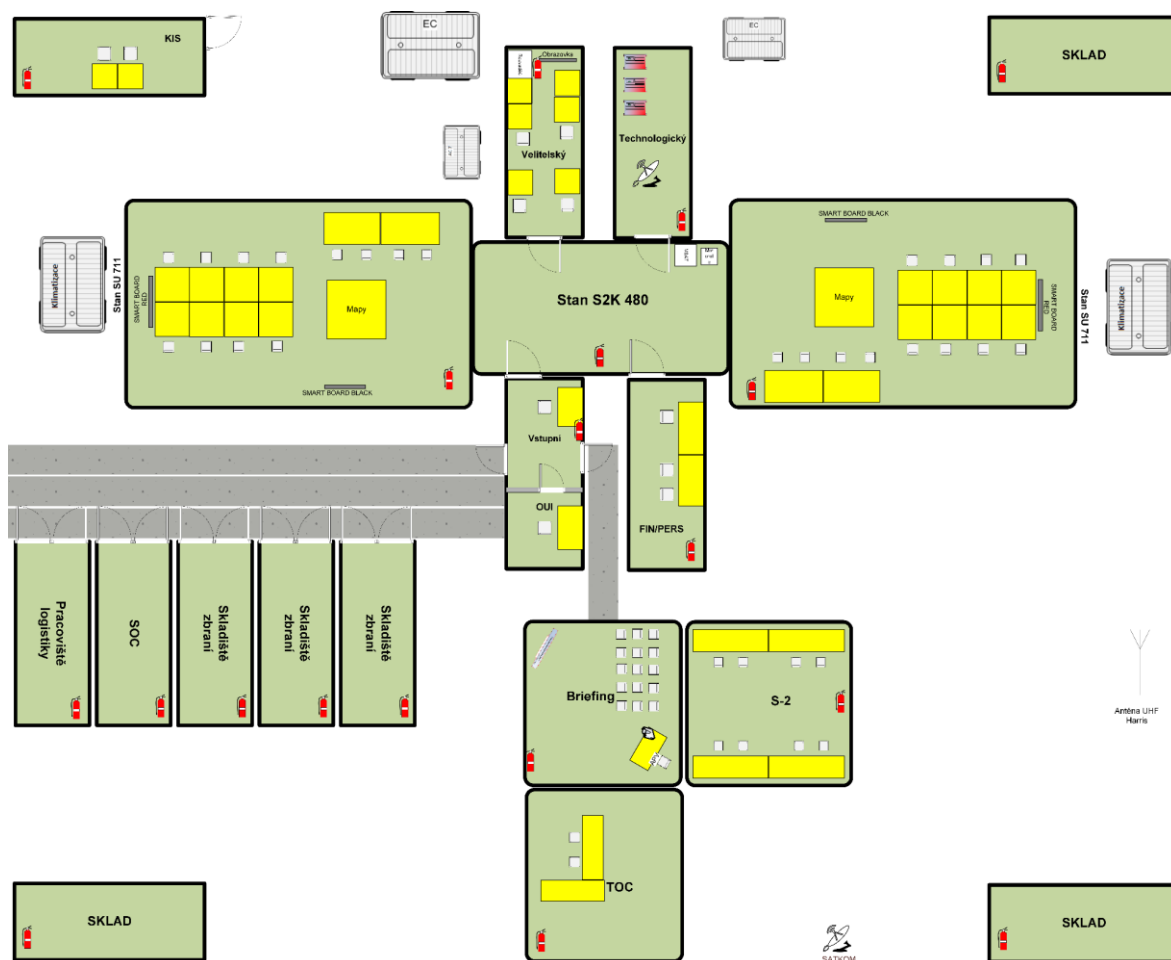 KIS
EC
EC
SKLAD
Obrazovka
Velitelský
Technologický
SMART BOARD BLACK
Klimatizace
Stan SU 711
SMART BOARD
RED
Mapy
SMART BOARD BLACK
Stan S2K 480
Mapy
SMART BOARD
RED
Stan SU 711
Klimatizace
Vstupní
OUI
FIN/PERS
Pracoviště
logistiky
SOC
Skladiště
zbraní
Skladiště
zbraní
Skladiště
zbraní
Briefing
S-2
Anténa UHF
Harris
TOC
SKLAD
SKLAD
SATKOM